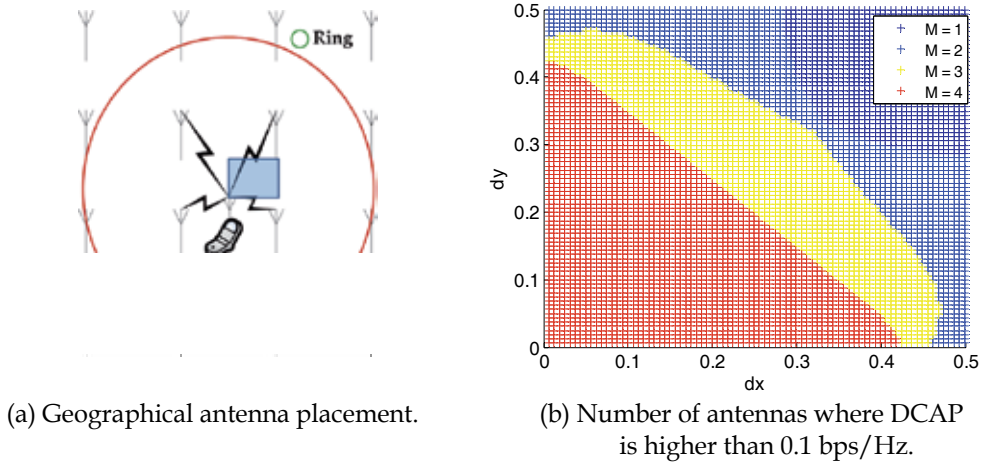 Ring
0.5
0.4
0.3
0.2
0.1
0
dy
M = 1
M = 2
M = 3
M = 4
0 0.1 0.2 0.3 0.4 0.5
dx
(a) Geographical antenna placement.
(b) Number of antennas where DCAP
is higher than 0.1 bps/Hz.